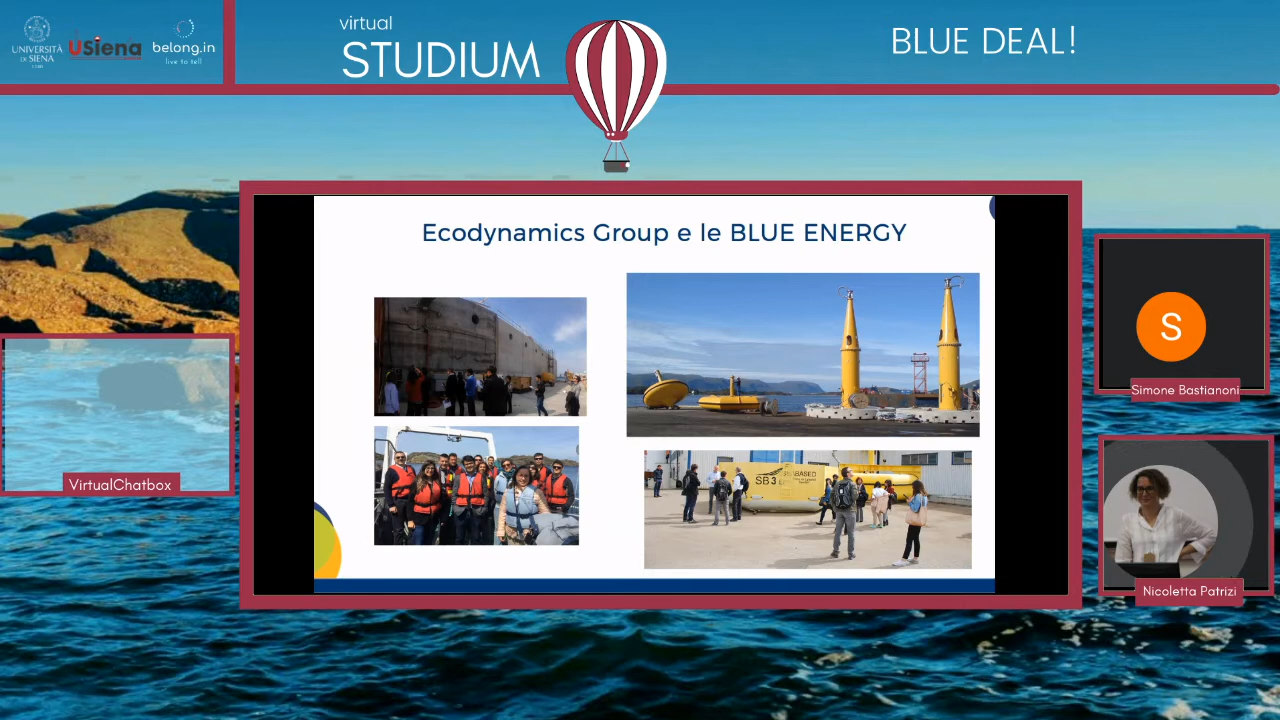 UNIVERSITÀ
DI SIENA
1240
USiena
belong.in
live to tell
virtual
STUDIUM
BLUE DEAL!
Ecodynamics Group e le BLUE ENERGY
SB3
VirtualChatbox
S
Simone Bastianoni
Nicoletta Patrizi